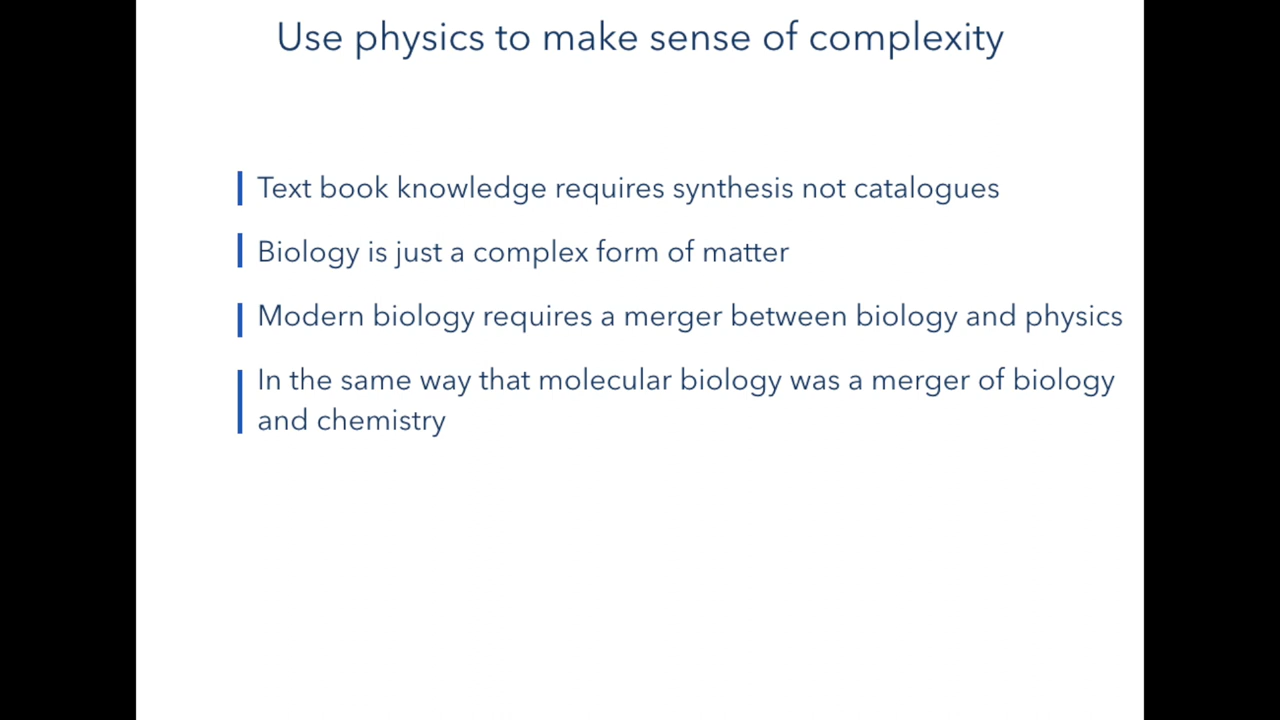 Use physics to make sense of complexity
Text book knowledge requires synthesis not catalogues
Biology is just a complex form of matter
Modern biology requires a merger between biology and physics
In the same way that molecular biology was a merger of biology
and chemistry